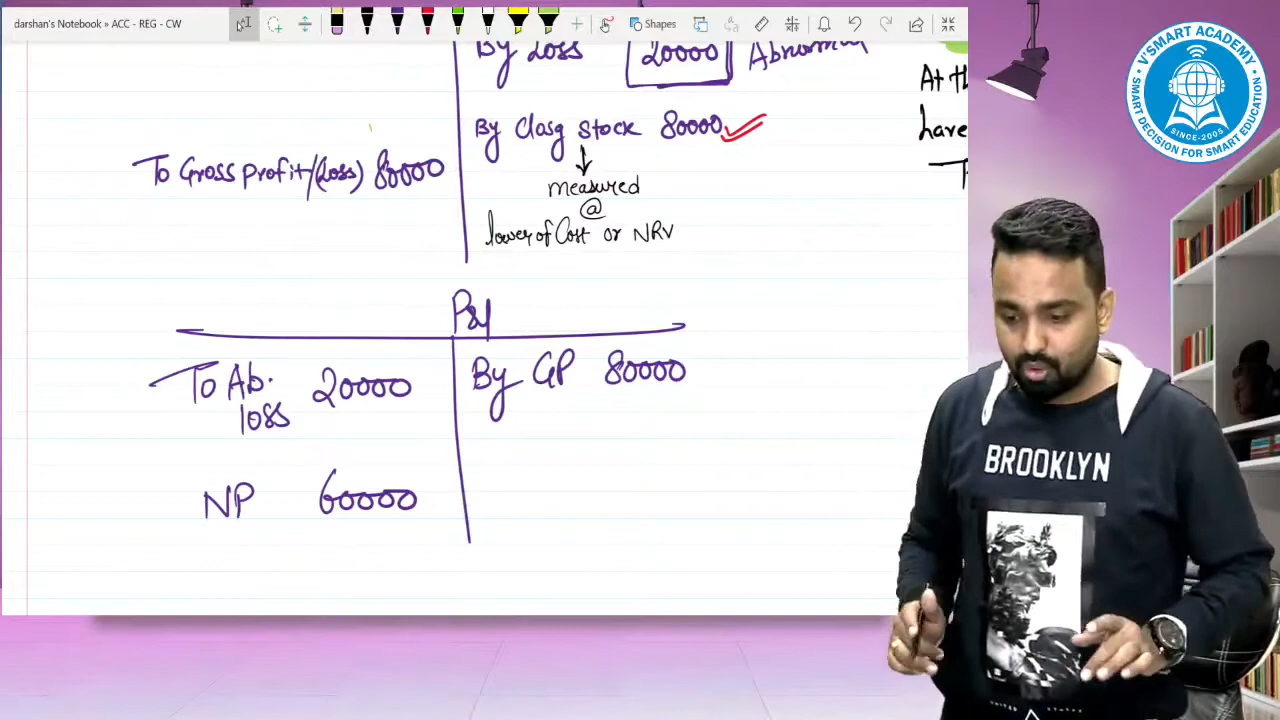 darshan's Notebook » ACC - REG - CW
Shapes
By Loss 20000 Abnormal
By Closg stock 80000
To Gross profit/(Loss) 80000
measured
@
lower of Cost or NRV
At th
have
T
P&l
To Ab. loss 20000
By GP 80000
NP 60000
V'SMART ACADEMY
SINCE-2005
SMART DECISION FOR SMART EDUCATION
BROOKLYN